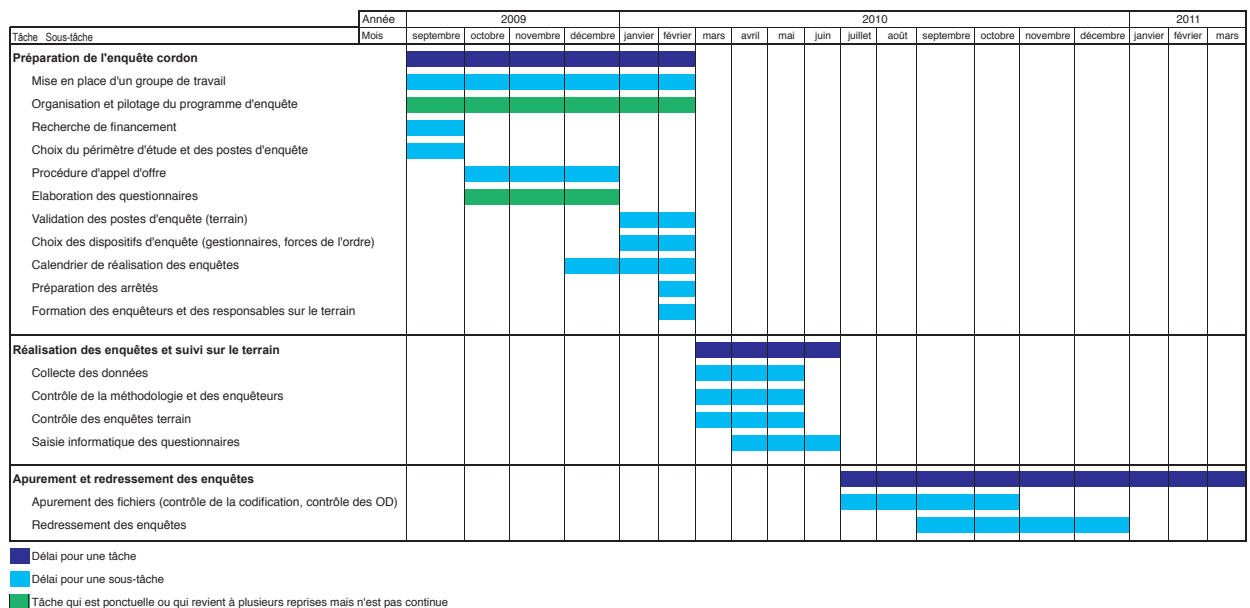 Année 2009 2010 2011
Tâche Sous-tâche Mois septembre octobre novembre décembre janvier février mars avril mai juin juillet août septembre octobre novembre décembre janvier février mars
Préparation de l'enquête cordon
Mise en place d'un groupe de travail
Organisation et pilotage du programme d'enquête
Recherche de financement
Choix du périmètre d'étude et des postes d'enquête
Procédure d'appel d'offre
Elaboration des questionnaires
Validation des postes d'enquête (terrain)
Choix des dispositifs d'enquête (gestionnaires, forces de l'ordre)
Calendrier de réalisation des enquêtes
Préparation des arrêtés
Formation des enquêteurs et des responsables sur le terrain
Réalisation des enquêtes et suivi sur le terrain
Collecte des données
Contrôle de la méthodologie et des enquêteurs
Contrôle des enquêtes terrain
Saisie informatique des questionnaires
Apurement et redressement des enquêtes
Apurement des fichiers (contrôle de la codification, contrôle des OD)
Redressement des enquêtes
Délai pour une tâche
Délai pour une sous-tâche
Tâche qui est ponctuelle ou qui revient à plusieurs reprises mais n'est pas continue